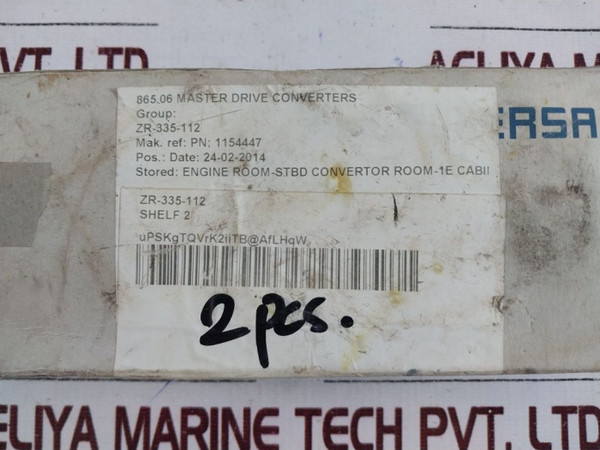 PVT. LTD
AELIYA MAR
865.06 MASTER DRIVE CONVERTERS
Group:
ZR-335-112
Mak. ref: PN: 1154447
Pos.: Date: 24-02-2014
Stored: ENGINE ROOM-STBD CONVERTOR ROOM-1E CABI
ERSA
ZR-335-112
SHELF 2
uPSKgTQVrK2iiTB@AfLHqW
2 pcs.
ELIYA MARINE TECH PVT. LTD